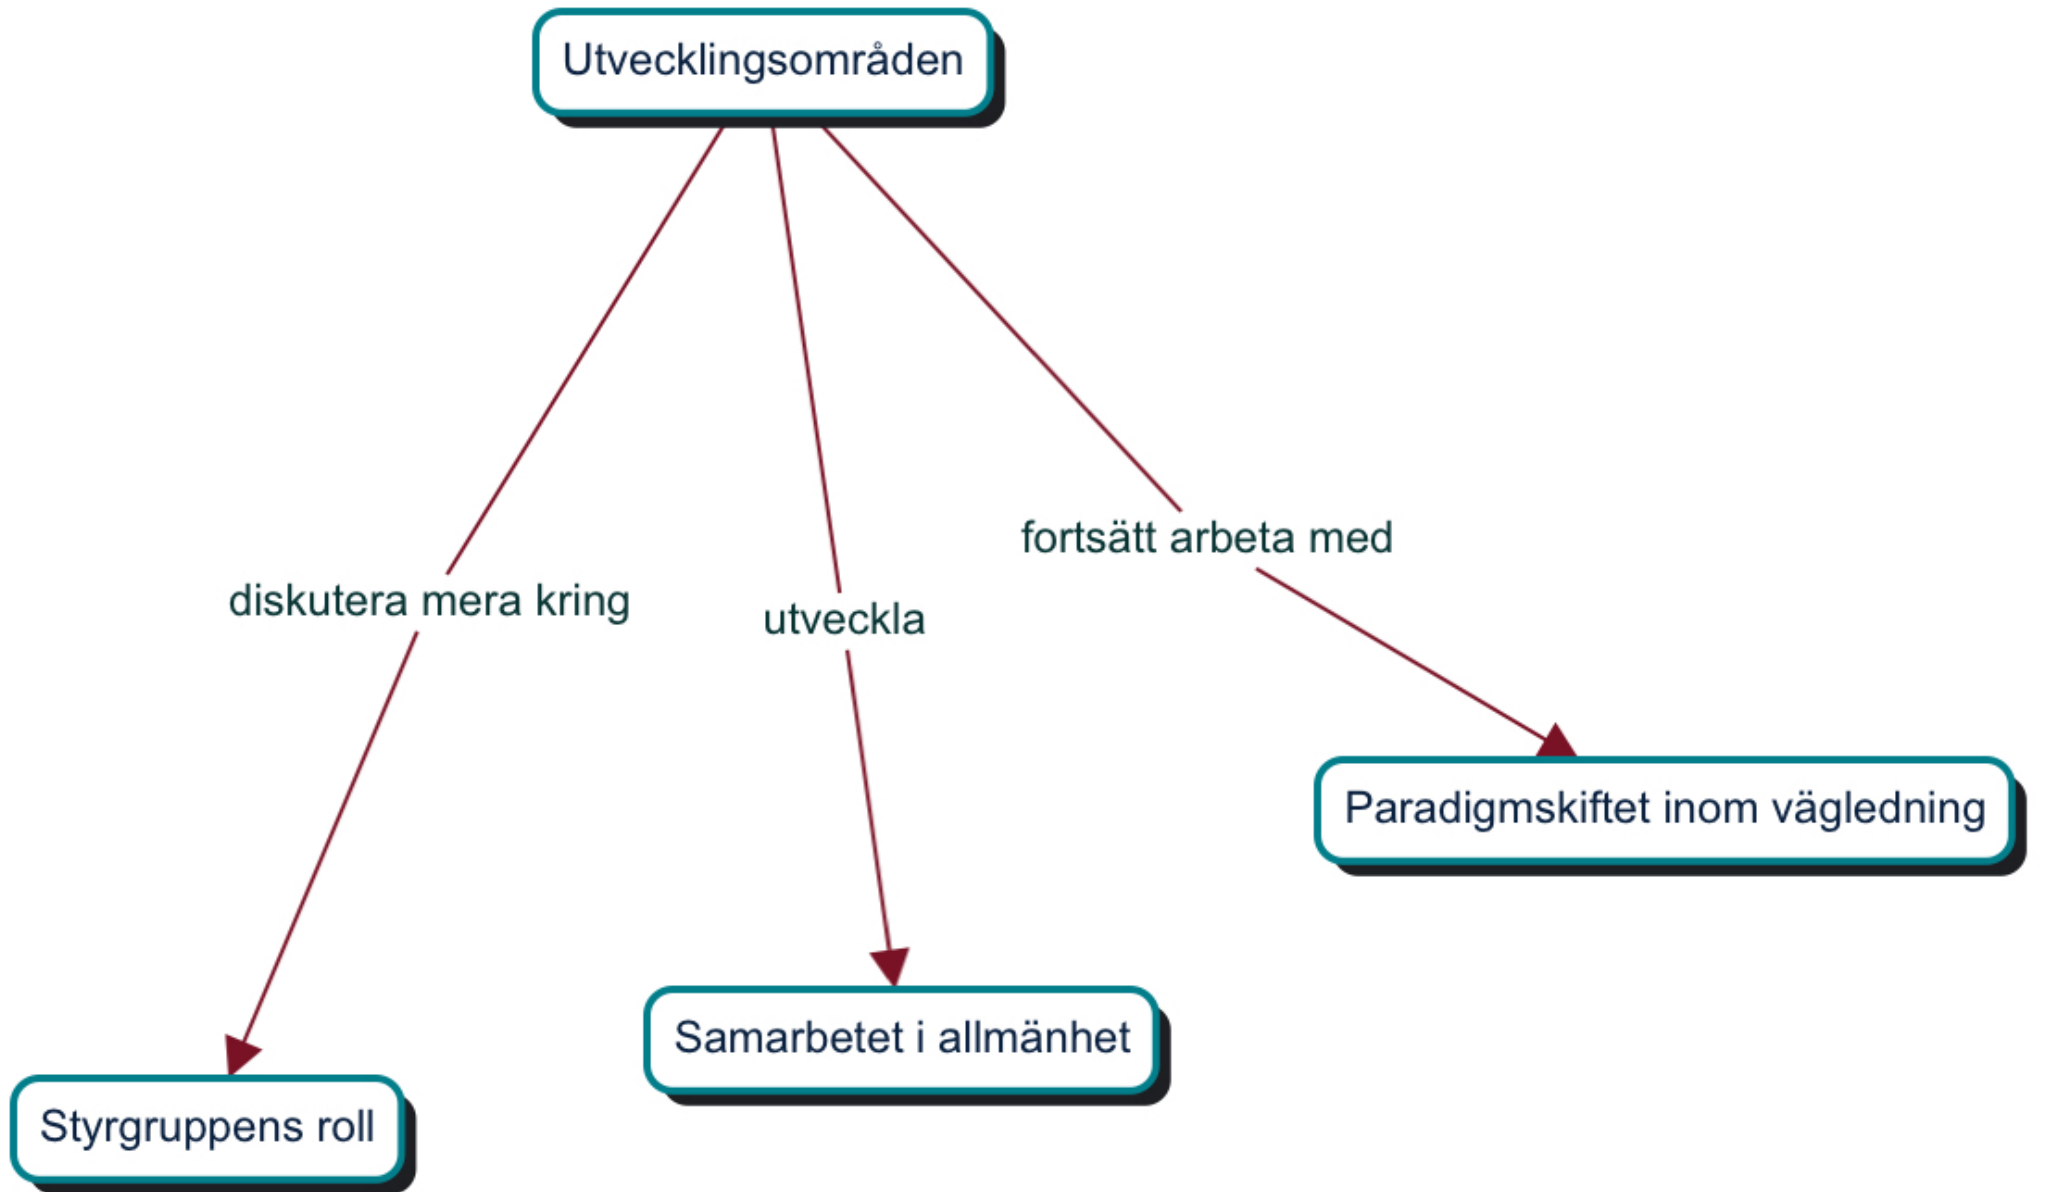 Utvecklingsområden
fortsätt arbeta med
diskutera mera kring
utveckla
Paradigmskiftet inom vägledning
Samarbetet i allmänhet
Styrgruppens roll